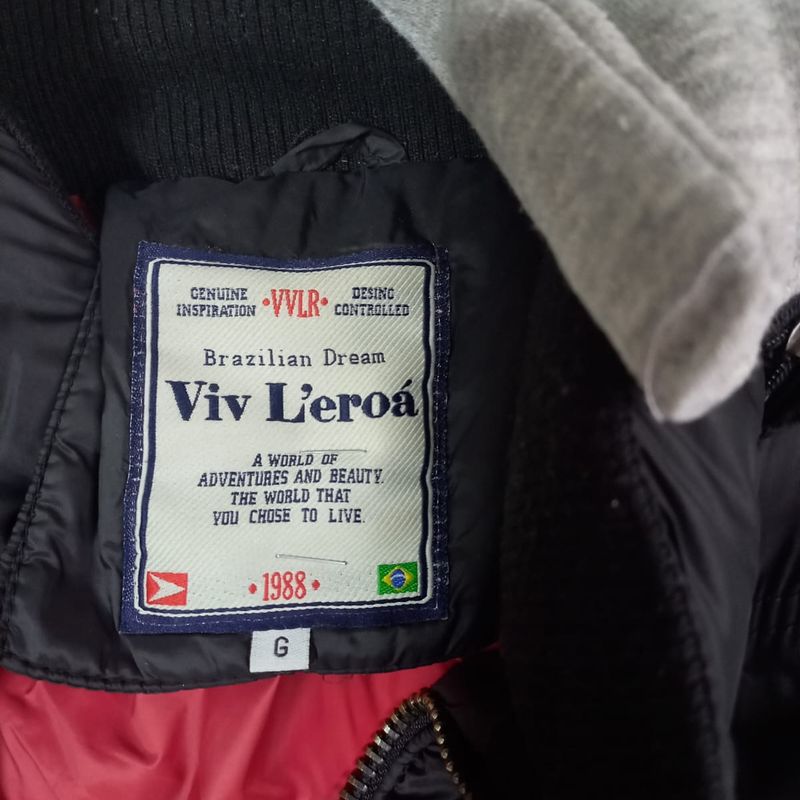 GENUINE INSPIRATION •VVLR• DESING CONTROLLED
Brazilian Dream
Viv L'eroá
A WORLD OF
ADVENTURES AND BEAUTY.
THE WORLD THAT
YOU CHOSE TO LIVE.
•1988•
G